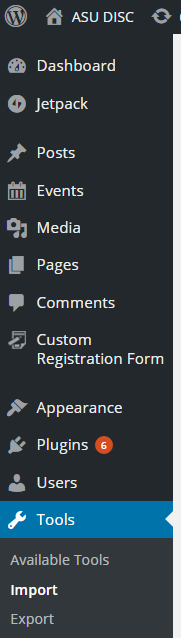 ASU DISC
Dashboard
Jetpack
Posts
Events
Media
Pages
Comments
Custom
Registration Form
Appearance
Plugins 6
Users
Tools
Available Tools
Import
Export